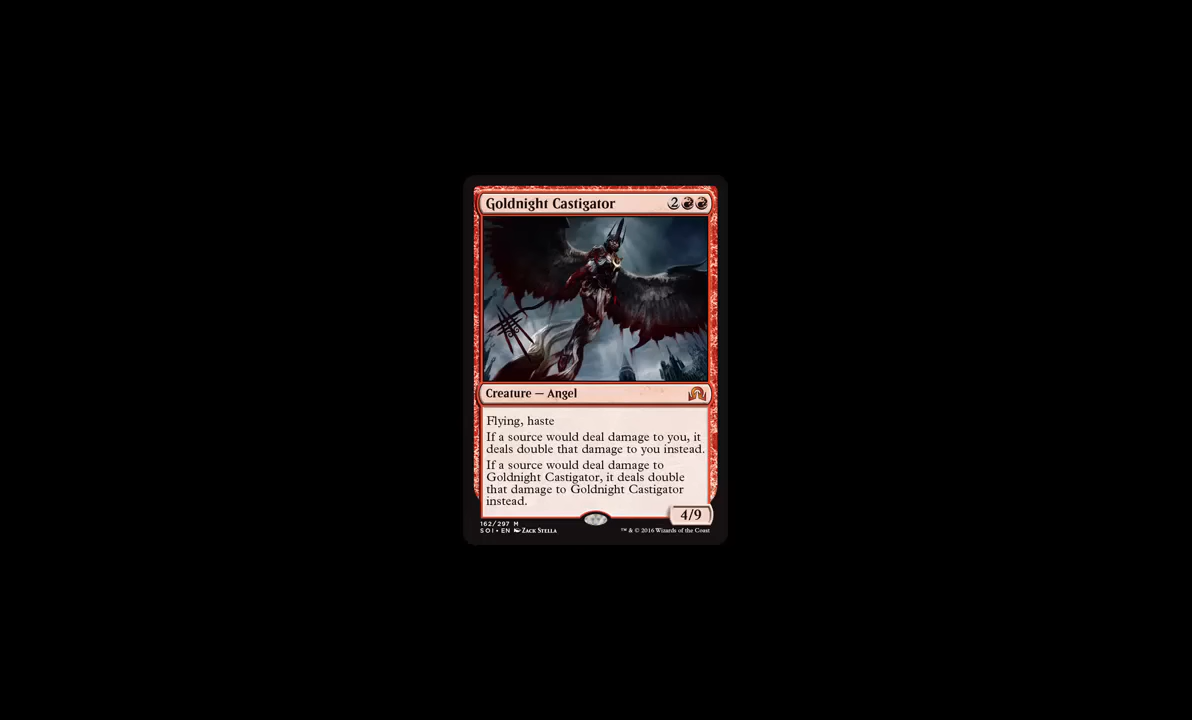 Goldnight Castigator 2
Creature — Angel
Flying, haste
If a source would deal damage to you, it
deals double that damage to you instead.
If a source would deal damage to
Goldnight Castigator, it deals double
that damage to Goldnight Castigator
instead.
4/9
162/297 M
SOI • EN Zack Stella
™ & © 2016 Wizards of the Coast